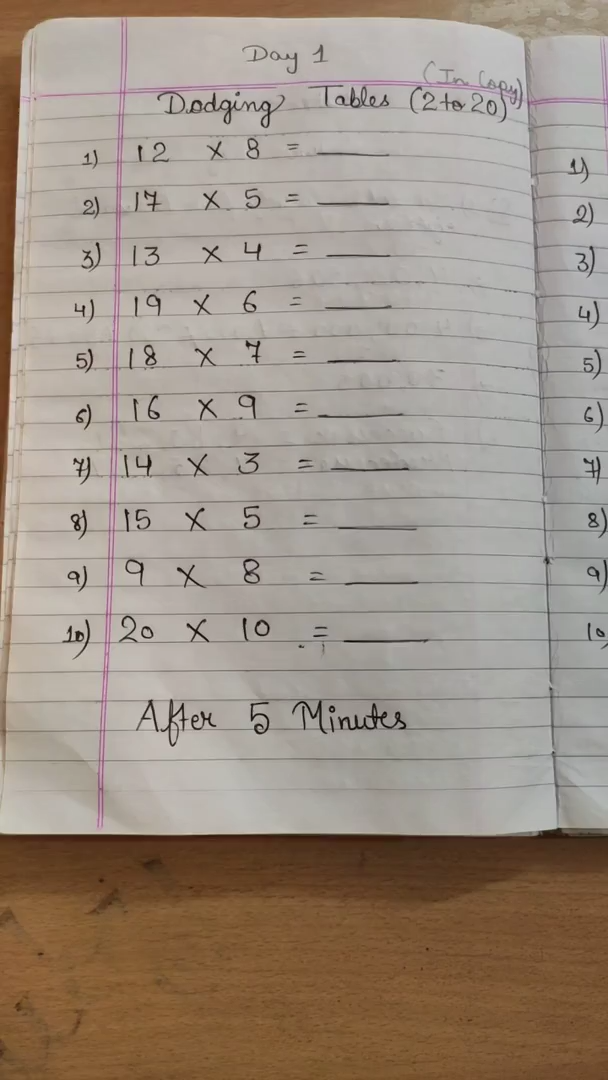 Day 1
(In Copy)
Dodging Tables (2 to 20)
1) 12 × 8 = ____
2) 17 × 5 = ____
3) 13 × 4 = ____
4) 19 × 6 = ____
5) 18 × 7 = ____
6) 16 × 9 = ____
7) 14 × 3 = ____
8) 15 × 5 = ____
9) 9 × 8 = ____
10) 20 × 10 = ____
After 5 Minutes
1)
2)
3)
4)
5)
6)
7)
8)
9)
10